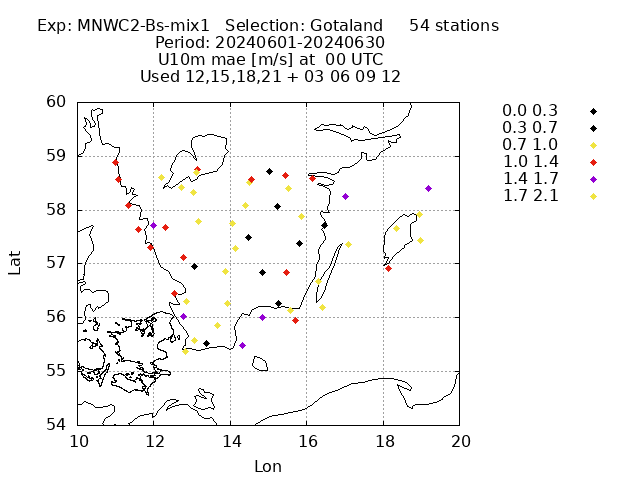 Exp: MNWC2-Bs-mix1 Selection: Gotaland 54 stations
Period: 20240601-20240630
U10m mae [m/s] at 00 UTC
Used 12,15,18,21 + 03 06 09 12
60
59
58
57
56
55
54
Lat
10 12 14 16 18 20
Lon
0.0 0.3
0.3 0.7
0.7 1.0
1.0 1.4
1.4 1.7
1.7 2.1